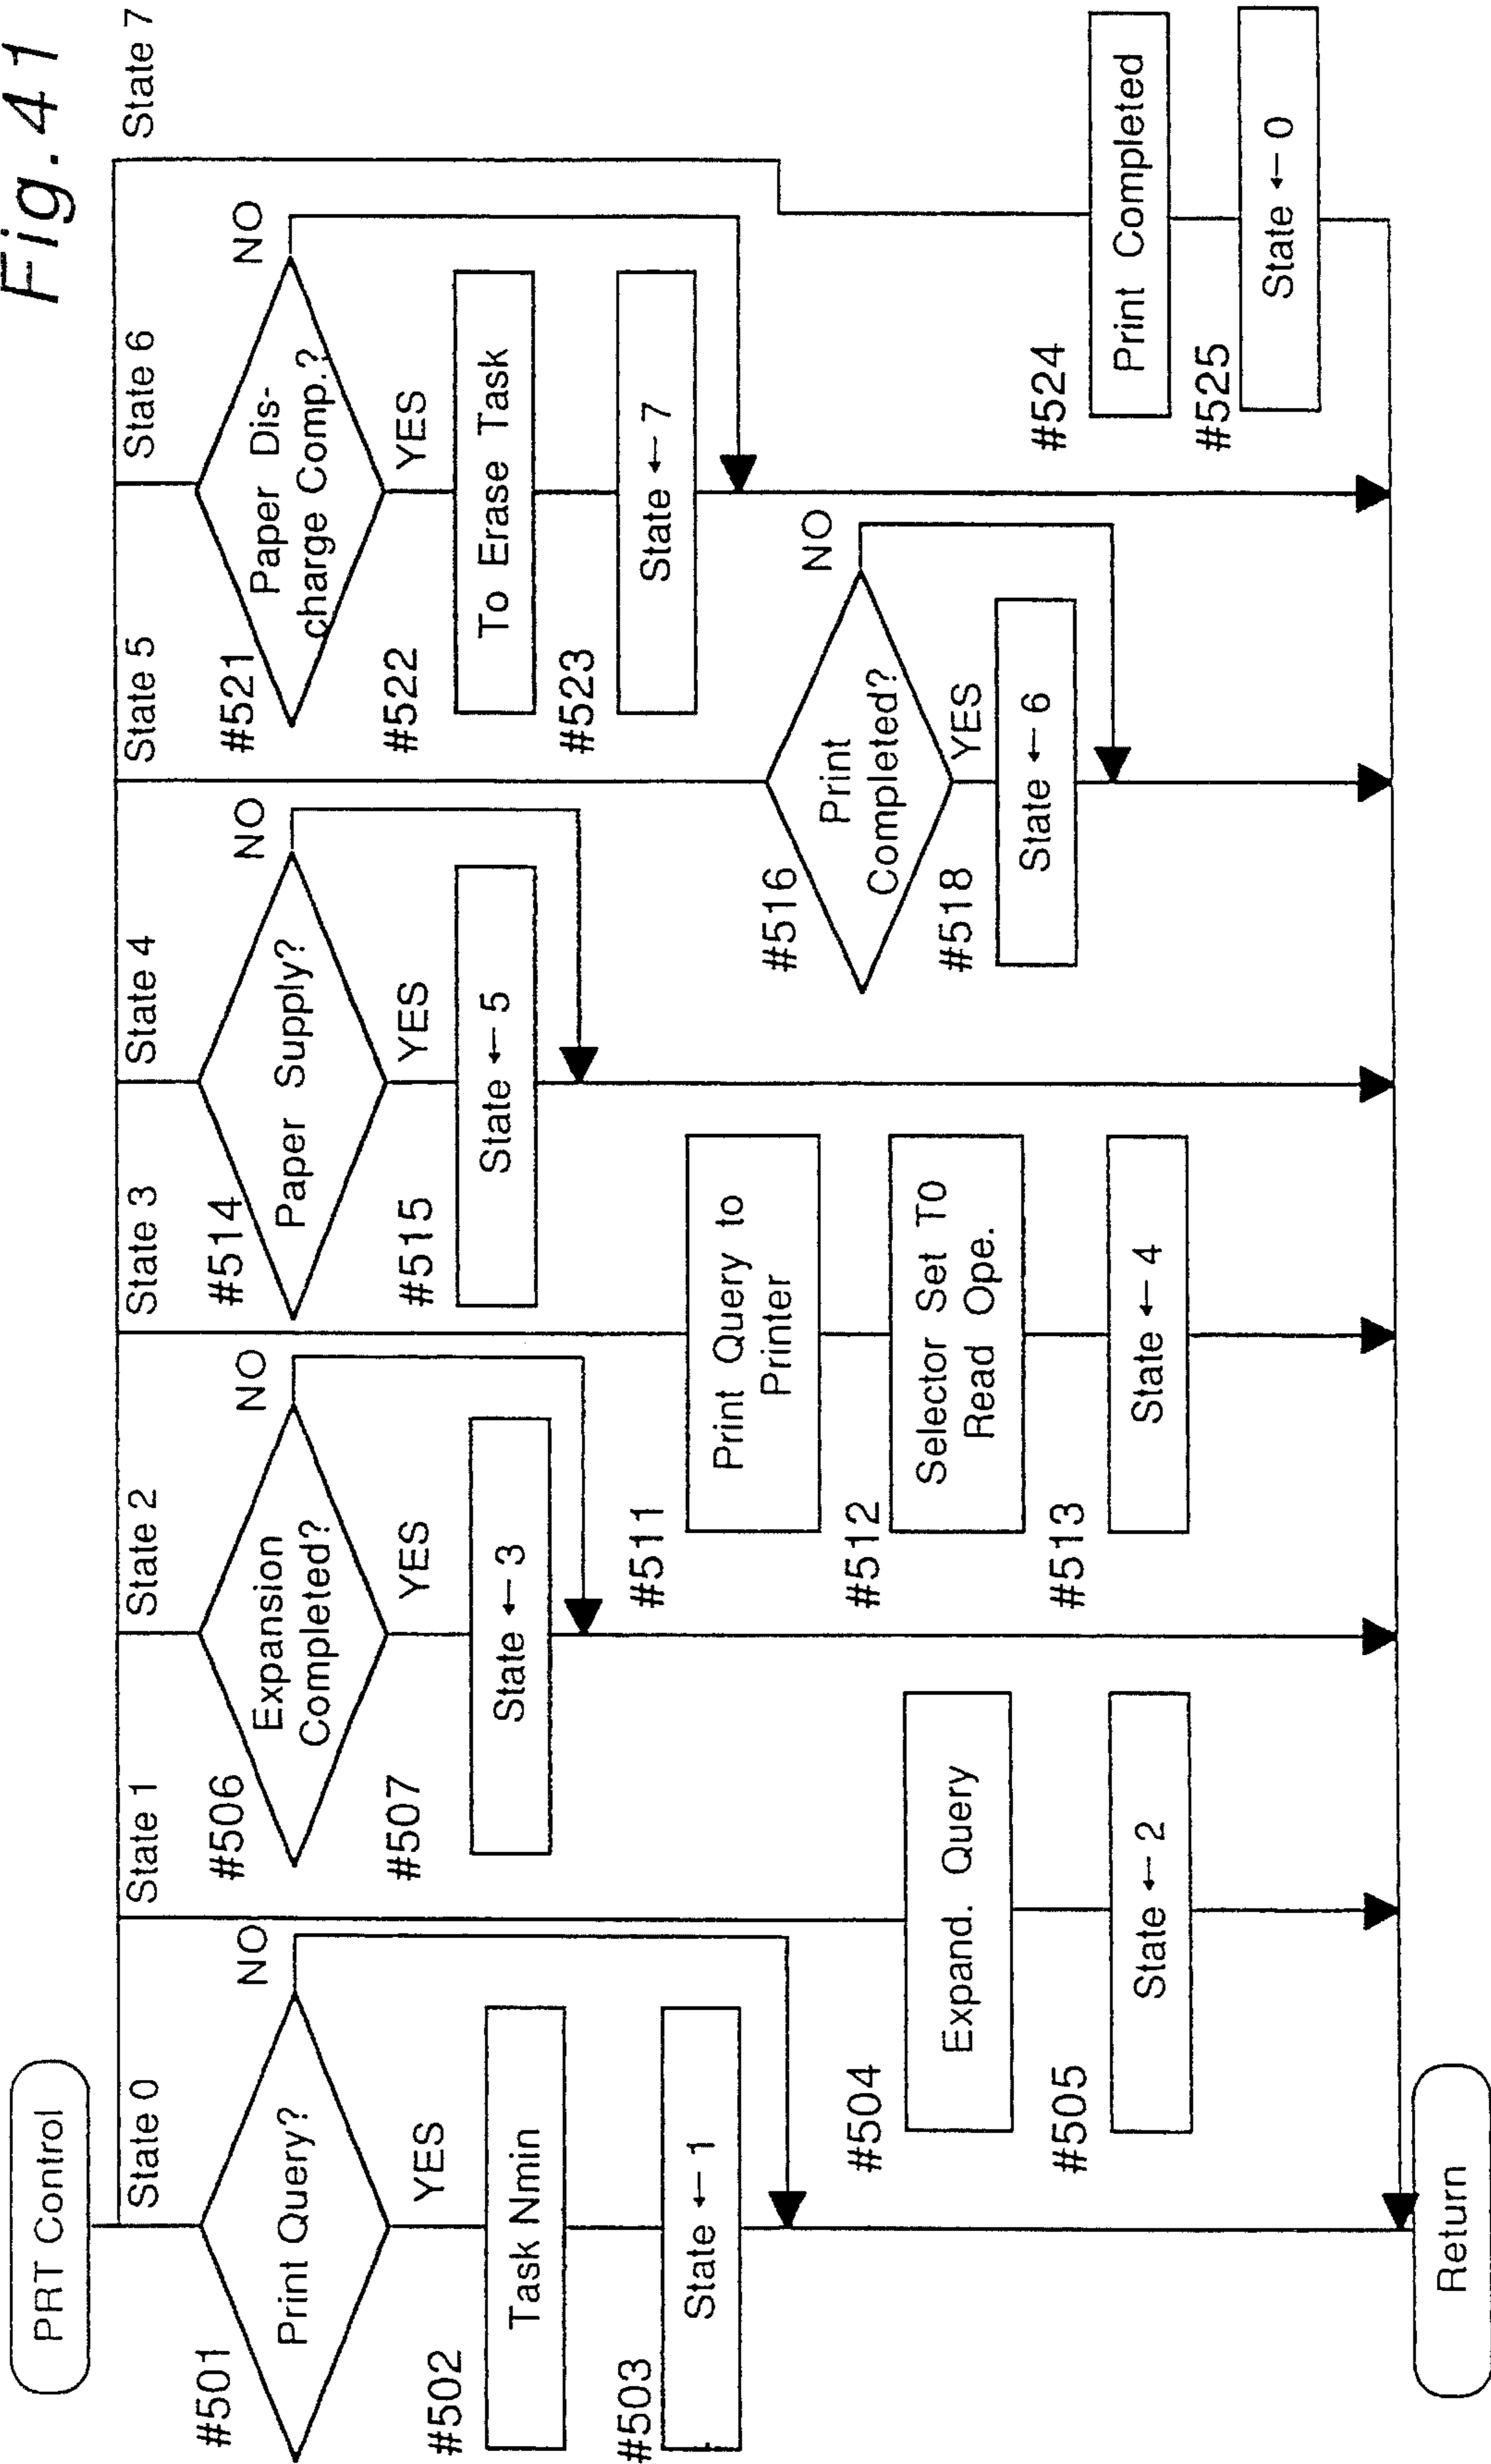 Fig.41
PRT Control
State 0
#501
Print Query?
NO
YES
#502
Task Nmin
#503
State ← 1
State 1
#504
Expand. Query
#505
State ← 2
State 2
#506
Expansion
Completed?
NO
YES
#507
State ← 3
State 3
#511
Print Query to
Printer
#512
Selector Set TO
Read Ope.
#513
State ← 4
State 4
#514
Paper Supply?
NO
YES
#515
State ← 5
State 5
#516
Print
Completed?
NO
YES
#518
State ← 6
State 6
#521
Paper Dis-
charge Comp.?
NO
YES
#522
To Erase Task
#523
State ← 7
State 7
#524
Print Completed
#525
State ← 0
Return